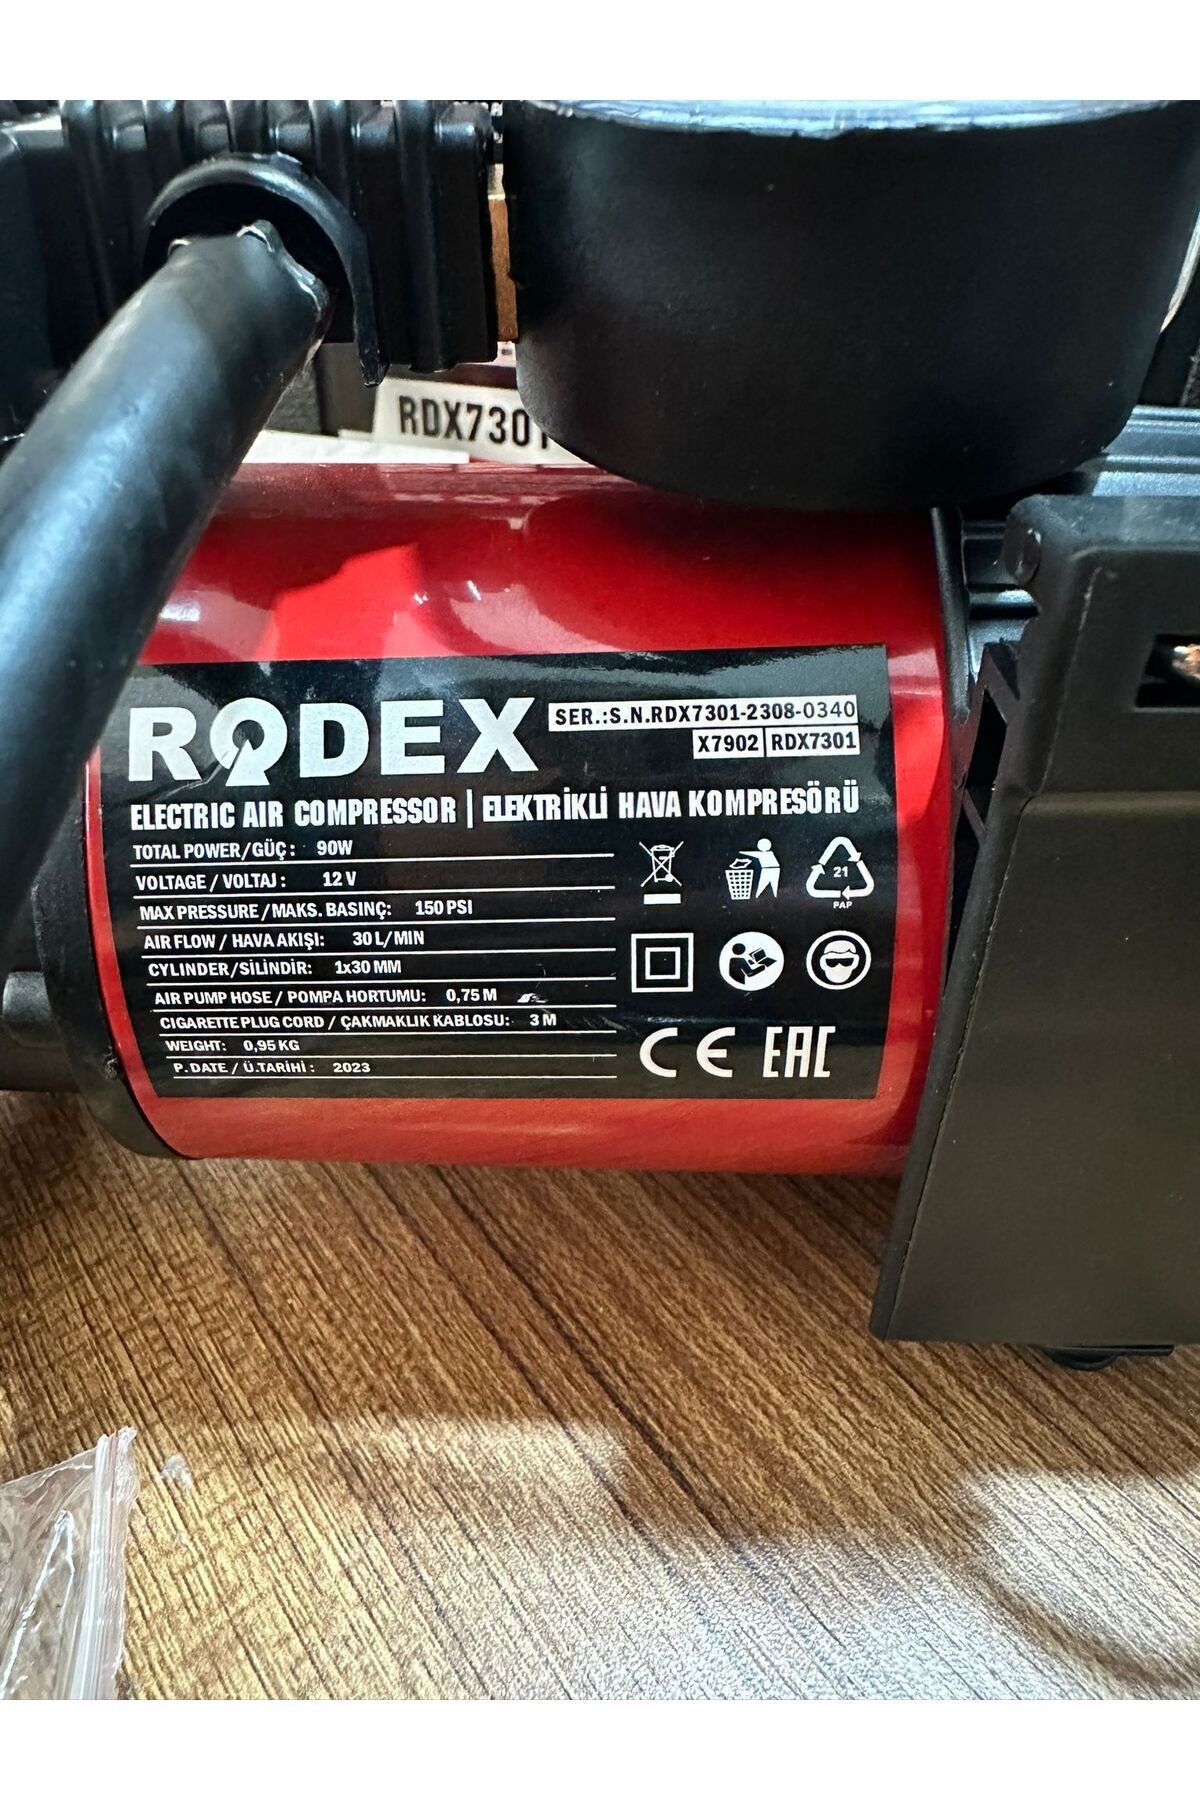 RDX7301
RODEX
SER.:S.N.RDX7301-2308-0340
X7902 RDX7301
ELECTRIC AIR COMPRESSOR | ELEKTRİKLİ HAVA KOMPRESÖRÜ
TOTAL POWER/GÜÇ: 90W
VOLTAGE / VOLTAJ: 12 V
MAX PRESSURE/MAKS. BASINÇ: 150 PSI
AIR FLOW / HAVA AKIŞI: 30 L/MIN
CYLINDER/SİLİNDİR: 1x30 MM
AIR PUMP HOSE / POMPA HORTUMU: 0,75 M
CIGARETTE PLUG CORD / ÇAKMAKLIK KABLOSU: 3 M
WEIGHT: 0,95 KG
P.DATE / Ü.TARİHİ: 2023
21
PAP
CE EAC